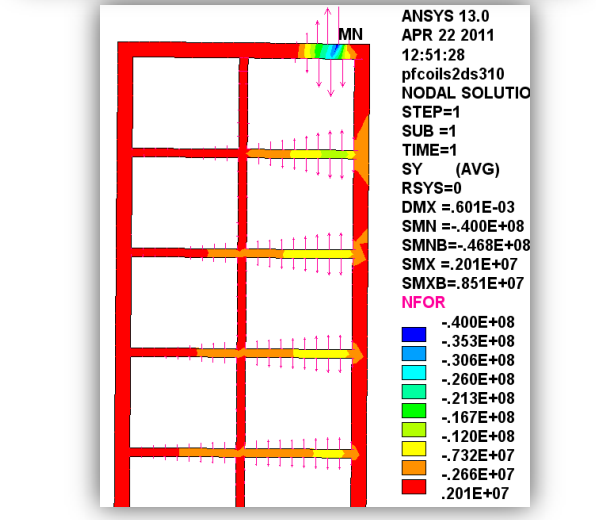 MN
ANSYS 13.0
APR 22 2011
12:51:28
pfcoils2ds310
NODAL SOLUTIO
STEP=1
SUB =1
TIME=1
SY (AVG)
RSYS=0
DMX =.601E-03
SMN =-.400E+08
SMNB=-.468E+08
SMX =.201E+07
SMXB=.851E+07
NFOR
-.400E+08
-.353E+08
-.306E+08
-.260E+08
-.213E+08
-.167E+08
-.120E+08
-.732E+07
-.266E+07
.201E+07